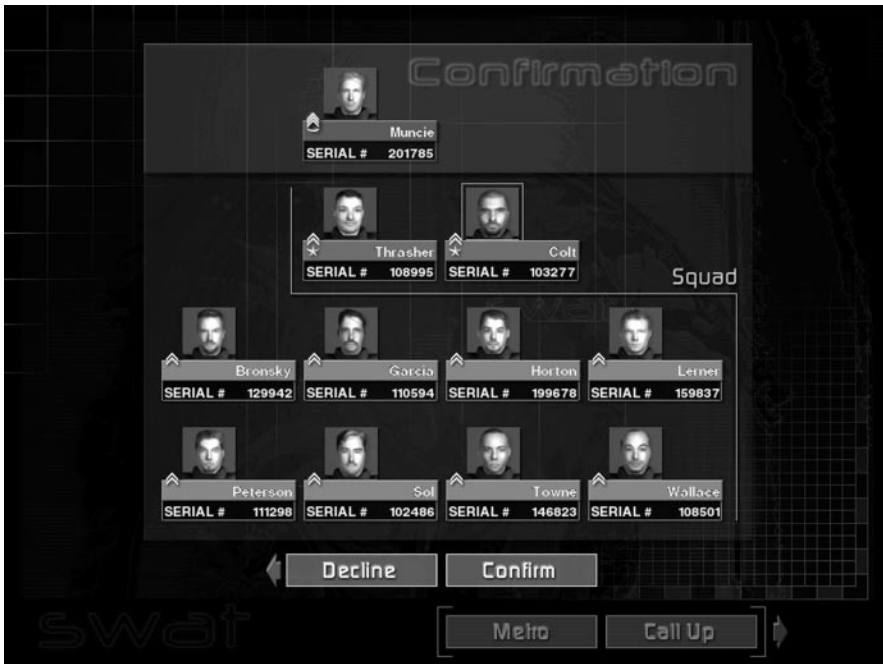 Confirmation
Muncie
SERIAL # 201785
Thrasher
SERIAL # 108995
Colt
SERIAL # 103277
Squad
swat
Bronsky
SERIAL # 129942
Garcia
SERIAL # 110594
Horton
SERIAL # 199678
Lerner
SERIAL # 159837
Peterson
SERIAL # 111298
Sol
SERIAL # 102486
Towne
SERIAL # 146823
Wallace
SERIAL # 108501
Decline
Confirm
swat
Metro
Call Up